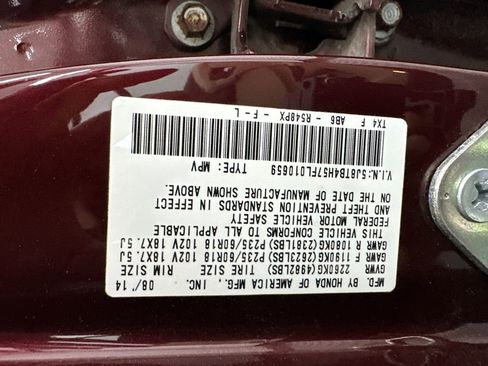 MFD. BY HONDA OF AMERICA MFG., INC. 08/'14
GVWR 2260KG(4982LBS) TIRE SIZE RIM SIZE
GAWR F 1190KG(2623LBS) P235/60R18 102V 18X7.5J
GAWR R 1080KG(2381LBS) P235/60R18 102V 18X7.5J
THIS VEHICLE CONFORMS TO ALL APPLICABLE
FEDERAL MOTOR VEHICLE SAFETY
AND THEFT PREVENTION STANDARDS IN EFFECT
ON THE DATE OF MANUFACTURE SHOWN ABOVE.
V.I.N.:5J8TB4H57FL010659 TYPE: MPV
TX4 F AB6 - R548PX - F - L